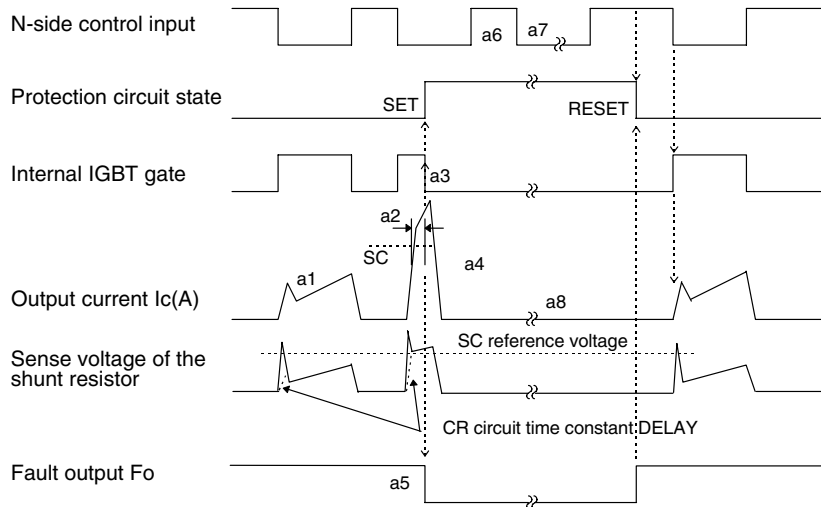 N-side control input
a6
a7
Protection circuit state
SET
RESET
Internal IGBT gate
a3
a2
SC
a4
a1
a8
Output current Ic(A)
SC reference voltage
Sense voltage of the
shunt resistor
CR circuit time constant DELAY
Fault output Fo
a5